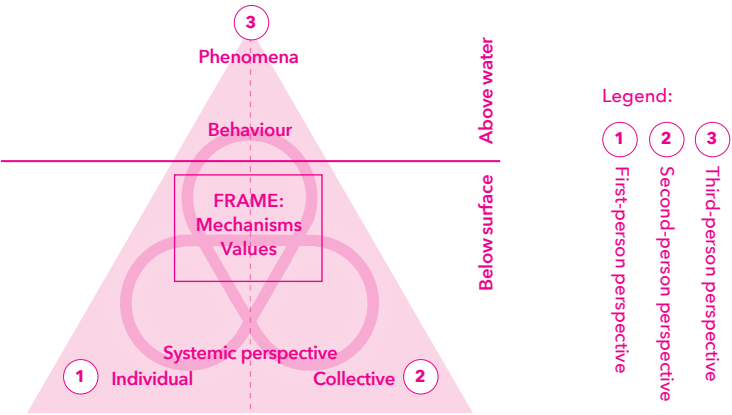 3
Phenomena
Behaviour
Above water
FRAME:
Mechanisms
Values
Below surface
Systemic perspective
1
Individual
Collective
2
Legend:
1
2
3
First-person perspective
Second-person perspective
Third-person perspective